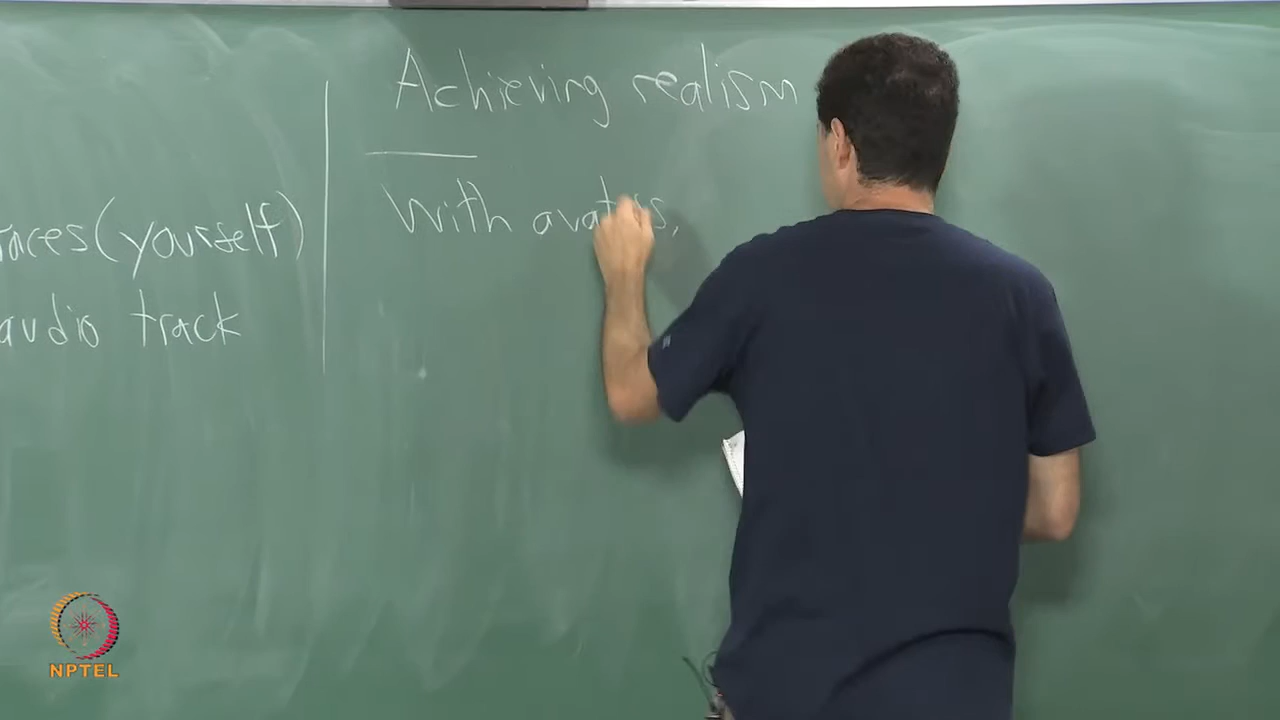 Achieving realism
With avatars,
faces (yourself)
audio track
NPTEL